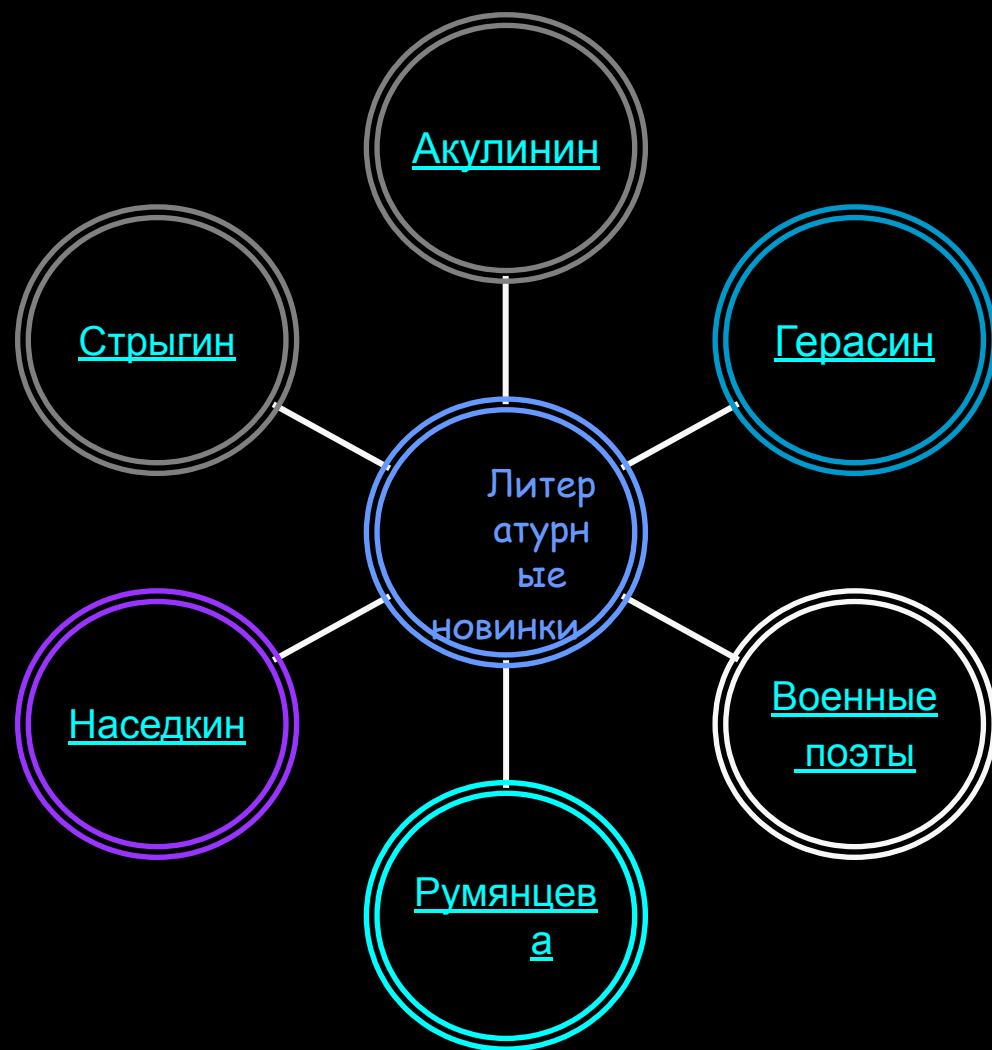 Акулинин
Стрыгин
Герасин
Литер
атурн
ые
новинки
Наседкин
Военные
поэты
Румянцев
а